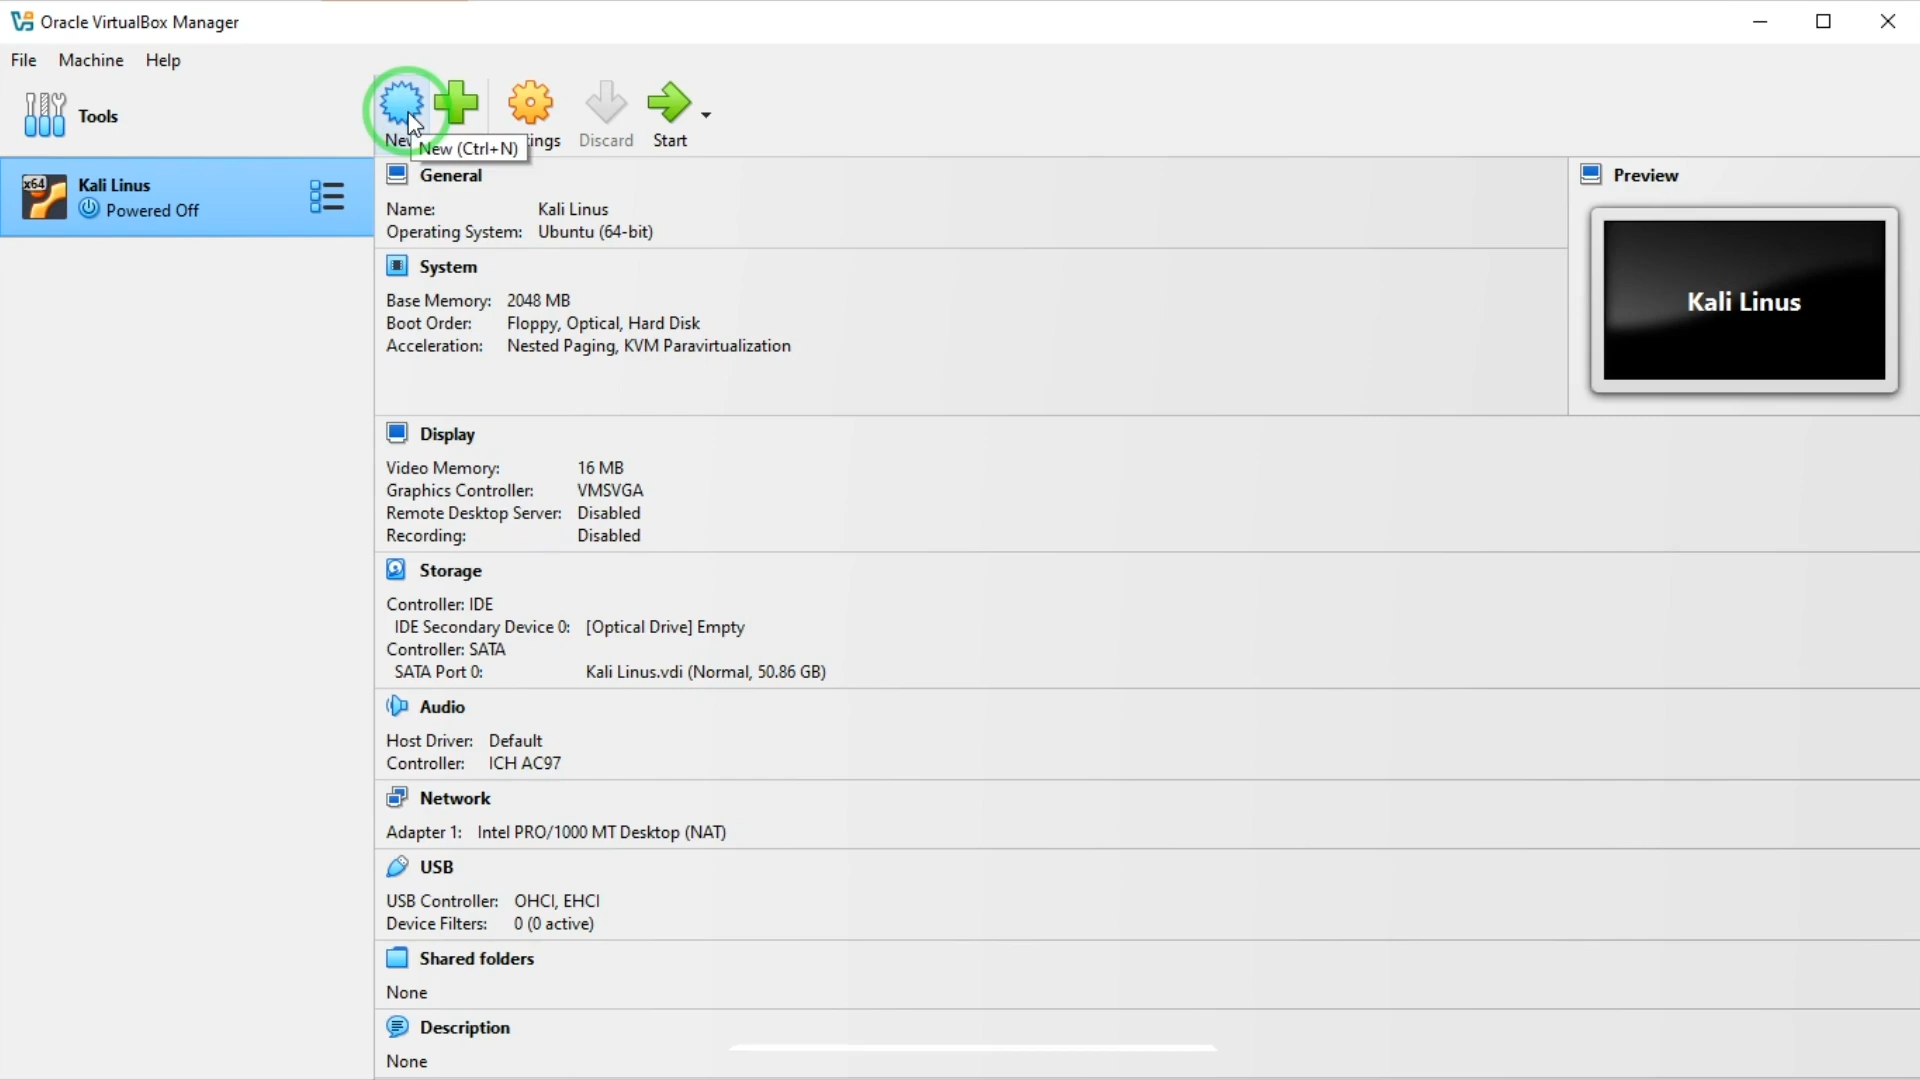 Oracle VirtualBox Manager
File Machine Help
Tools
New
ings
Discard
Start
New (Ctrl+N)
x64
Kali Linus
Powered Off
General
Name: Kali Linus
Operating System: Ubuntu (64-bit)
Preview
Kali Linus
System
Base Memory: 2048 MB
Boot Order: Floppy, Optical, Hard Disk
Acceleration: Nested Paging, KVM Paravirtualization
Display
Video Memory: 16 MB
Graphics Controller: VMSVGA
Remote Desktop Server: Disabled
Recording: Disabled
Storage
Controller: IDE
IDE Secondary Device 0: [Optical Drive] Empty
Controller: SATA
SATA Port 0: Kali Linus.vdi (Normal, 50.86 GB)
Audio
Host Driver: Default
Controller: ICH AC97
Network
Adapter 1: Intel PRO/1000 MT Desktop (NAT)
USB
USB Controller: OHCI, EHCI
Device Filters: 0 (0 active)
Shared folders
None
Description
None